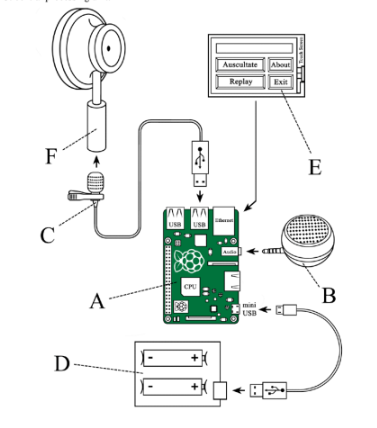 Auscultate
About
Replay
Exit
Touch Screen
F
E
C
USB
USB
Ethernet
Audio
A
CPU
B
mini
USB
D
-
+
-
+